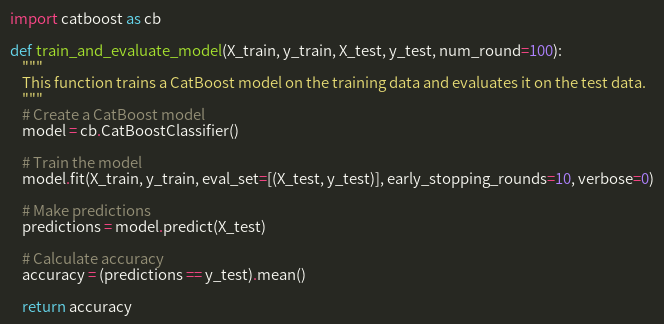 import catboost as cb
def train_and_evaluate_model(X_train, y_train, X_test, y_test, num_round=100):
"""
This function trains a CatBoost model on the training data and evaluates it on the test data.
"""
# Create a CatBoost model
model = cb.CatBoostClassifier()
# Train the model
model.fit(X_train, y_train, eval_set=[(X_test, y_test)], early_stopping_rounds=10, verbose=0)
# Make predictions
predictions = model.predict(X_test)
# Calculate accuracy
accuracy = (predictions == y_test).mean()
return accuracy